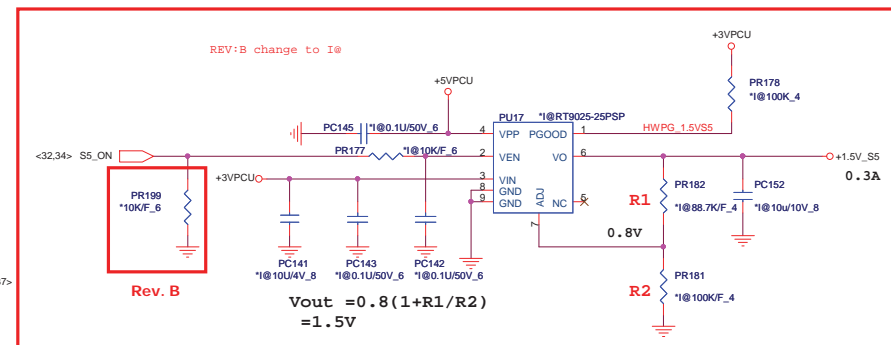 REV:B change to I@
+3VPCU
+5VPCU
PR178
*I@100K_4
PC145
*I@0.1U/50V_6
PU17
*I@RT9025-25PSP
4
VPP
PGOOD
1
HWPG_1.5VS5
PR177
*I@10K/F_6
<32,34>
S5_ON
2
VEN
VO
6
+1.5V_S5
0.3A
+3VPCU
3
VIN
8
GND
9
GND
ADJ
NC
5
7
PR199
*10K/F_6
R1
PR182
*I@88.7K/F_4
PC152
*I@10u/10V_8
0.8V
PC141
*I@10U/4V_8
PC143
*I@0.1U/50V_6
PC142
*I@0.1U/50V_6
R2
PR181
*I@100K/F_4
Rev. B
Vout =0.8(1+R1/R2)
=1.5V
7>